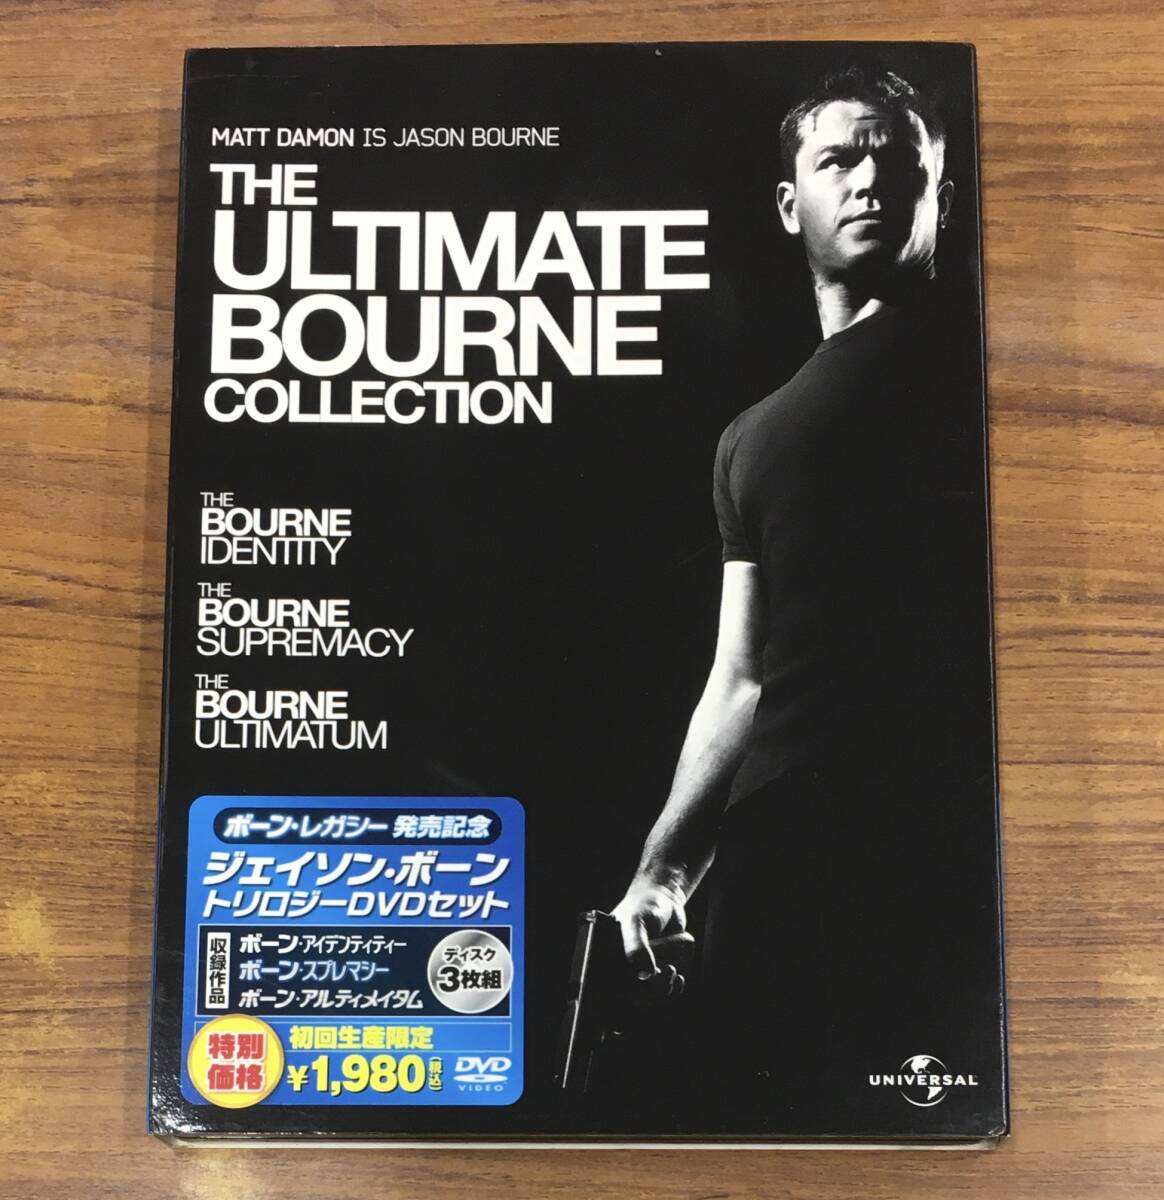 MATT DAMON IS JASON BOURNE
THE
ULTIMATE
BOURNE
COLLECTION
THE
BOURNE
IDENTITY
THE
BOURNE
SUPREMACY
THE
BOURNE
ULTIMATUM
ボーン・レガシー 発売記念
ジェイソン・ボーン
トリロジーDVDセット
収録作品
ボーン・アイデンティティー
ボーン・スプレマシー
ボーン・アルティメイタム
ディスク
3枚組
特別
価格
初回生産限定
¥1,980(税込)
DVD
VIDEO
UNIVERSAL